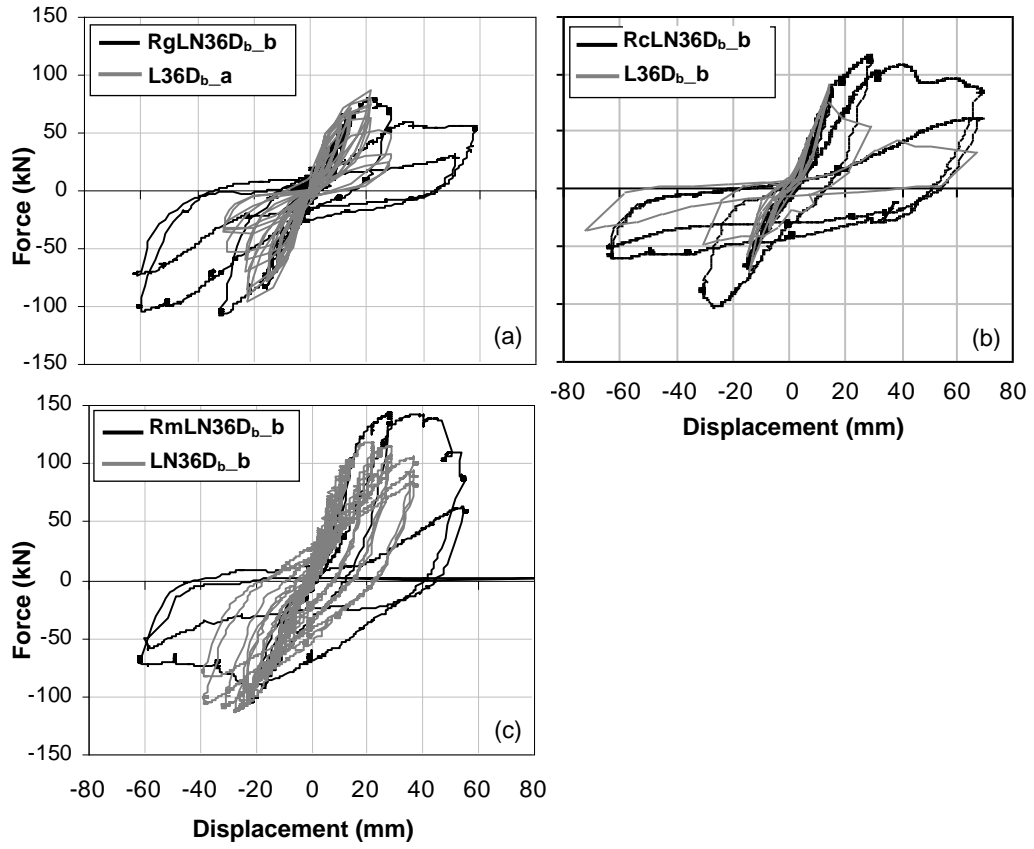 150
100
50
0
-50
-100
-150
Force (kN)
RgLN36Db_b
L36Db_a
(a)
RcLN36Db_b
L36Db_b
(b)
-80 -60 -40 -20 0 20 40 60 80
Displacement (mm)
150
100
50
0
-50
-100
-150
Force (kN)
RmLN36Db_b
LN36Db_b
(c)
-80 -60 -40 -20 0 20 40 60 80
Displacement (mm)